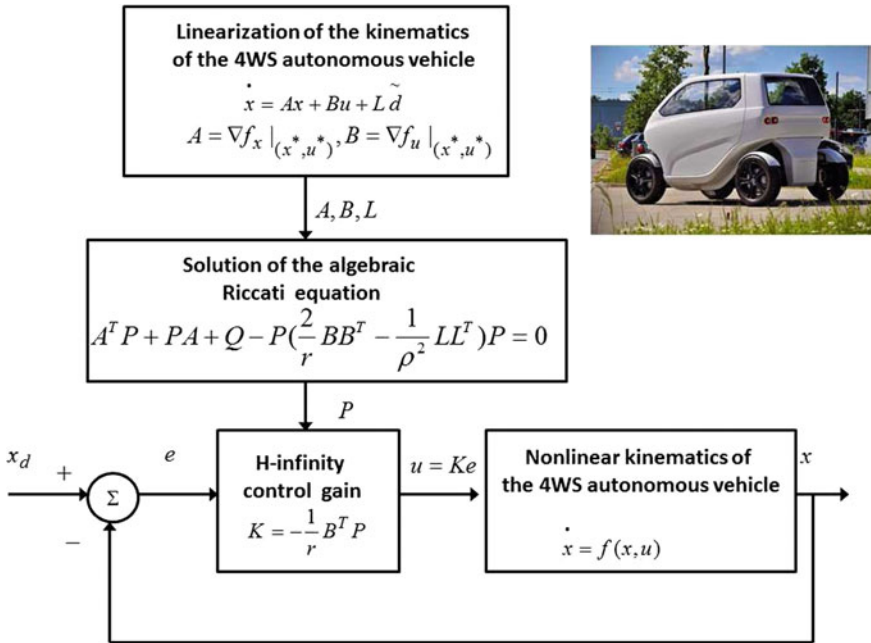 Linearization of the kinematics
of the 4WS autonomous vehicle
ẋ = Ax + Bu + L d̃
A = ∇f_x |_(x^*,u^*), B = ∇f_u |_(x^*,u^*)
A, B, L
Solution of the algebraic
Riccati equation
A^T P + PA + Q − P(2/r BB^T − 1/ρ^2 LL^T)P = 0
P
x_d
+
−
Σ
e
H-infinity
control gain
K = −1/r B^T P
u = Ke
Nonlinear kinematics of
the 4WS autonomous vehicle
ẋ = f(x,u)
x